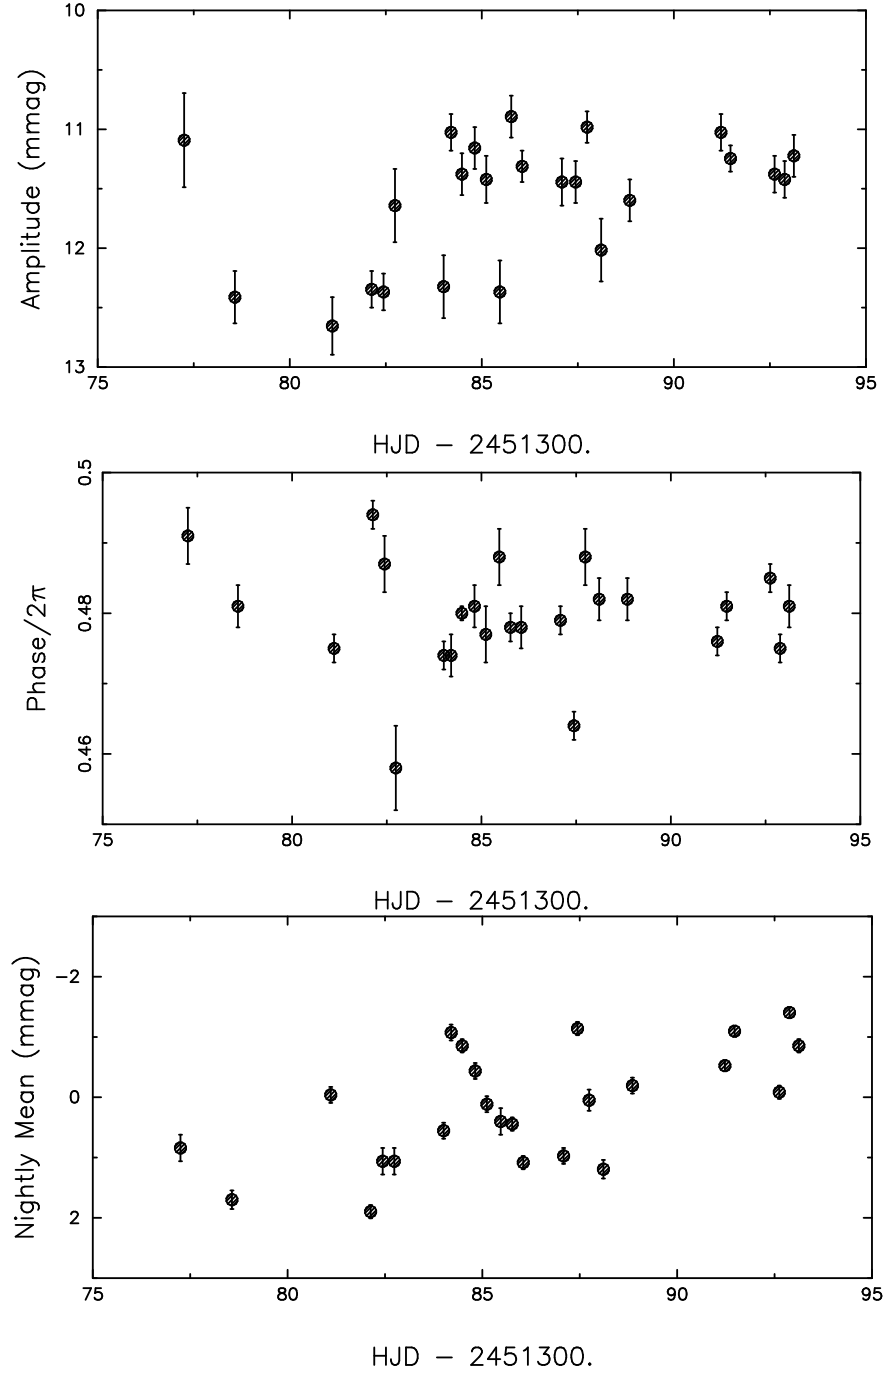 10
11
12
13
Amplitude (mmag)
75 80 85 90 95
HJD − 2451300.
0.5
0.48
0.46
Phase/2π
75 80 85 90 95
HJD − 2451300.
−2
0
2
Nightly Mean (mmag)
75 80 85 90 95
HJD − 2451300.